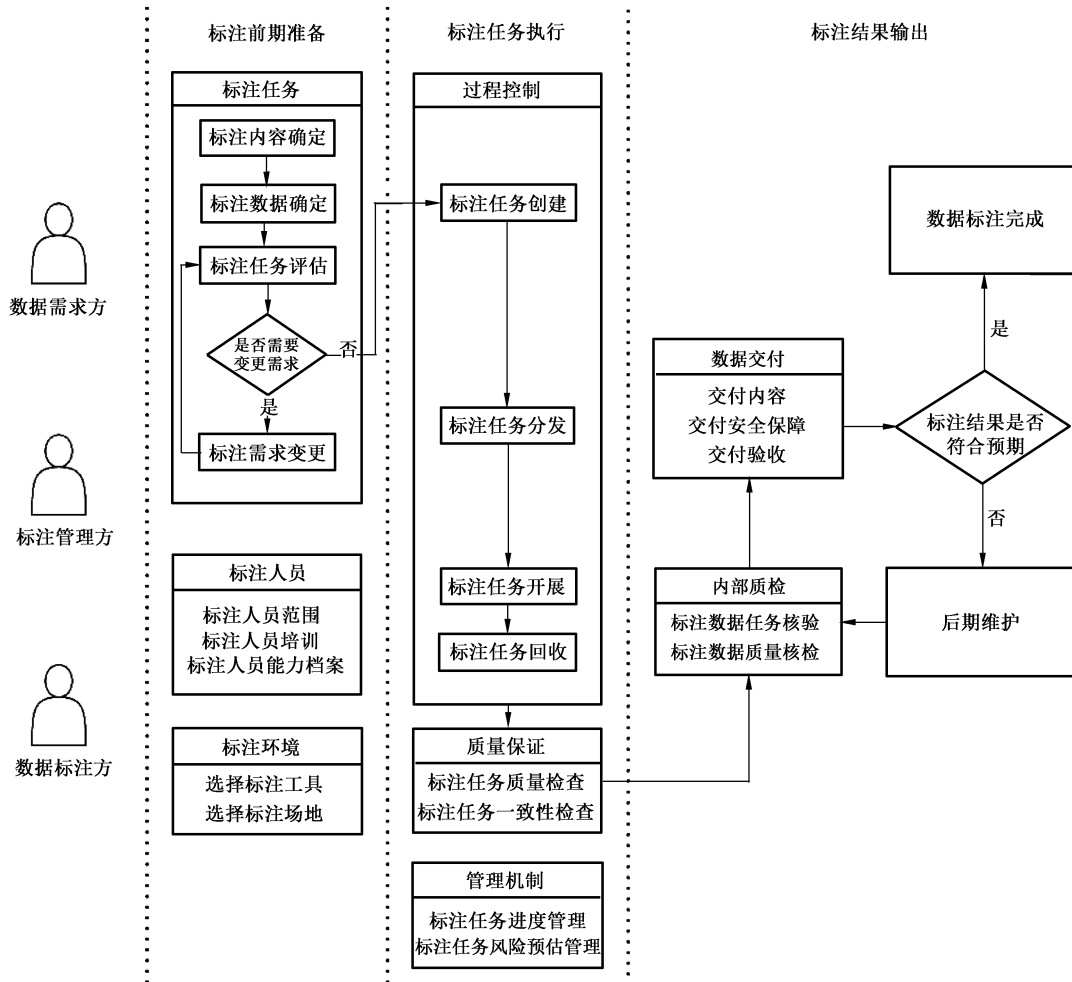 标注前期准备
标注任务执行
标注结果输出
数据需求方
标注管理方
数据标注方
标注任务
标注内容确定
标注数据确定
标注任务评估
是否需要
变更需求
否
是
标注需求变更
标注人员
标注人员范围
标注人员培训
标注人员能力档案
标注环境
选择标注工具
选择标注场地
过程控制
标注任务创建
标注任务分发
标注任务开展
标注任务回收
质量保证
标注任务质量检查
标注任务一致性检查
管理机制
标注任务进度管理
标注任务风险预估管理
数据标注完成
是
数据交付
交付内容
交付安全保障
交付验收
标注结果是否
符合预期
否
内部质检
标注数据任务核验
标注数据质量核检
后期维护